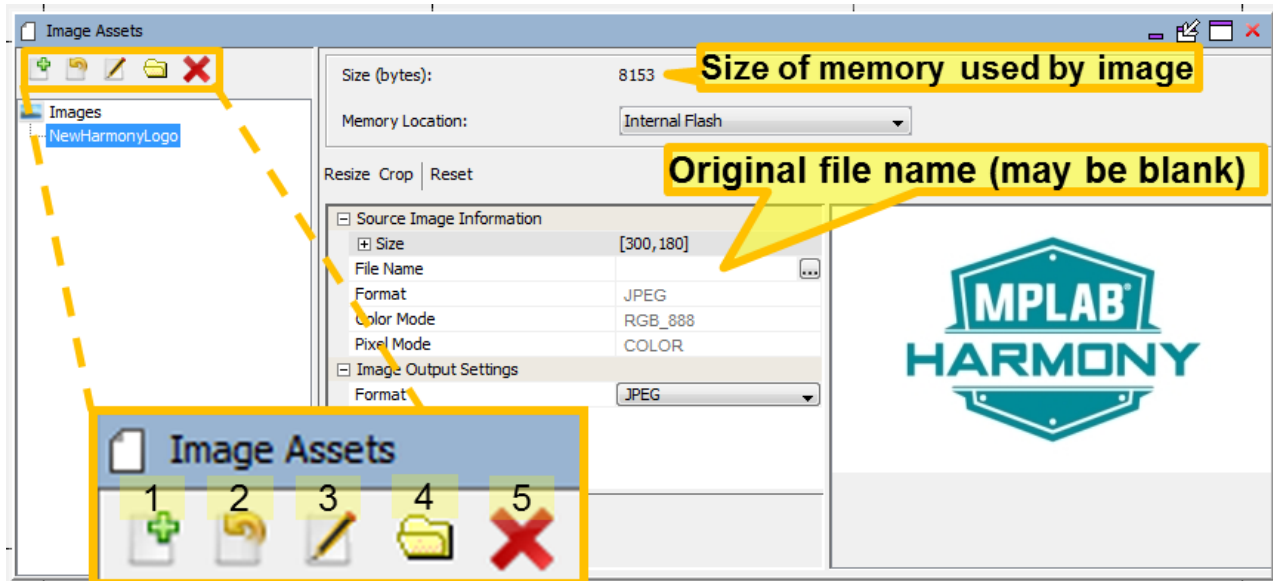 Image Assets
Size (bytes): 8153 Size of memory used by image
Images
NewHarmonyLogo
Memory Location: Internal Flash
Resize Crop Reset
Original file name (may be blank)
Source Image Information
Size [300,180]
File Name ...
Format JPEG
Color Mode RGB_888
Pixel Mode COLOR
Image Output Settings
Format JPEG
MPLAB®
HARMONY
Image Assets
1 2 3 4 5